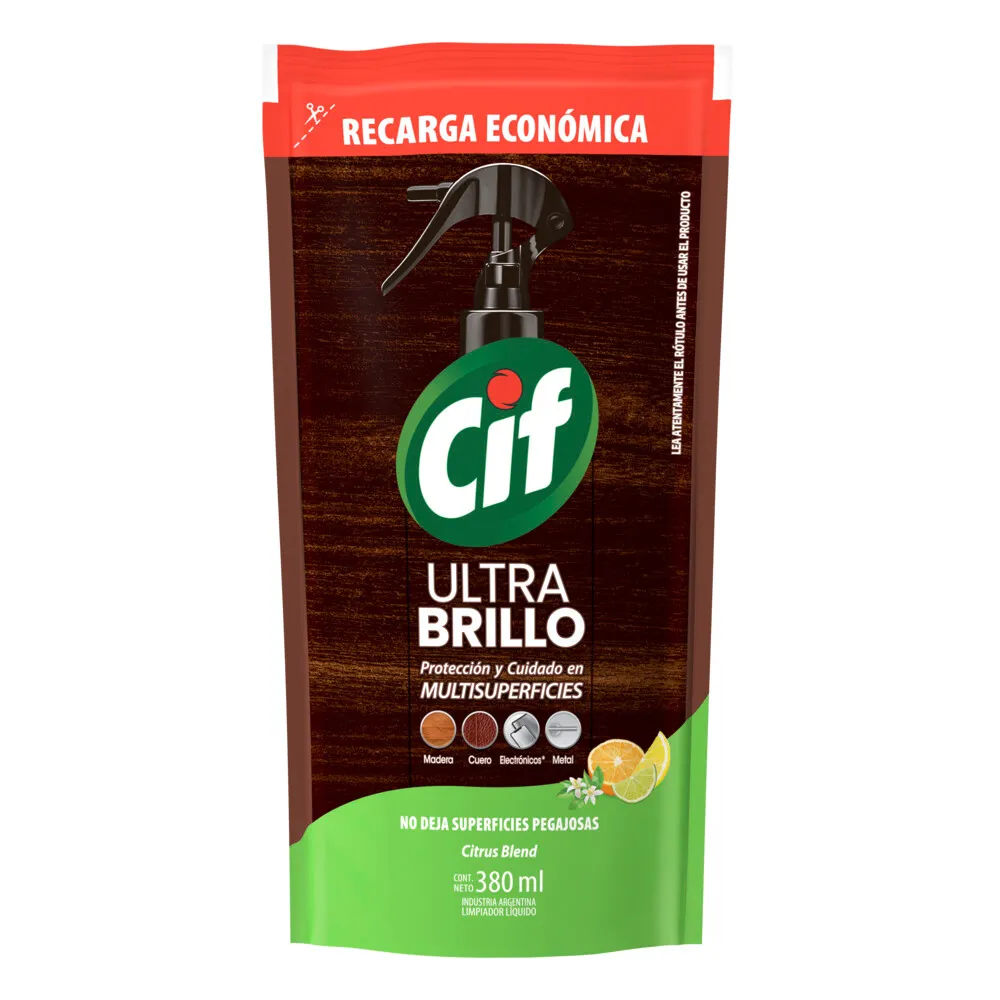 RECARGA ECONÓMICA
LEA ATENTAMENTE EL RÓTULO ANTES DE USAR EL PRODUCTO
Cif
ULTRA
BRILLO
Protección y Cuidado en
MULTISUPERFICIES
Madera Cuero Electrónicos* Metal
NO DEJA SUPERFICIES PEGAJOSAS
Citrus Blend
CONT. NETO 380 ml
INDUSTRIA ARGENTINA
LIMPIADOR LÍQUIDO